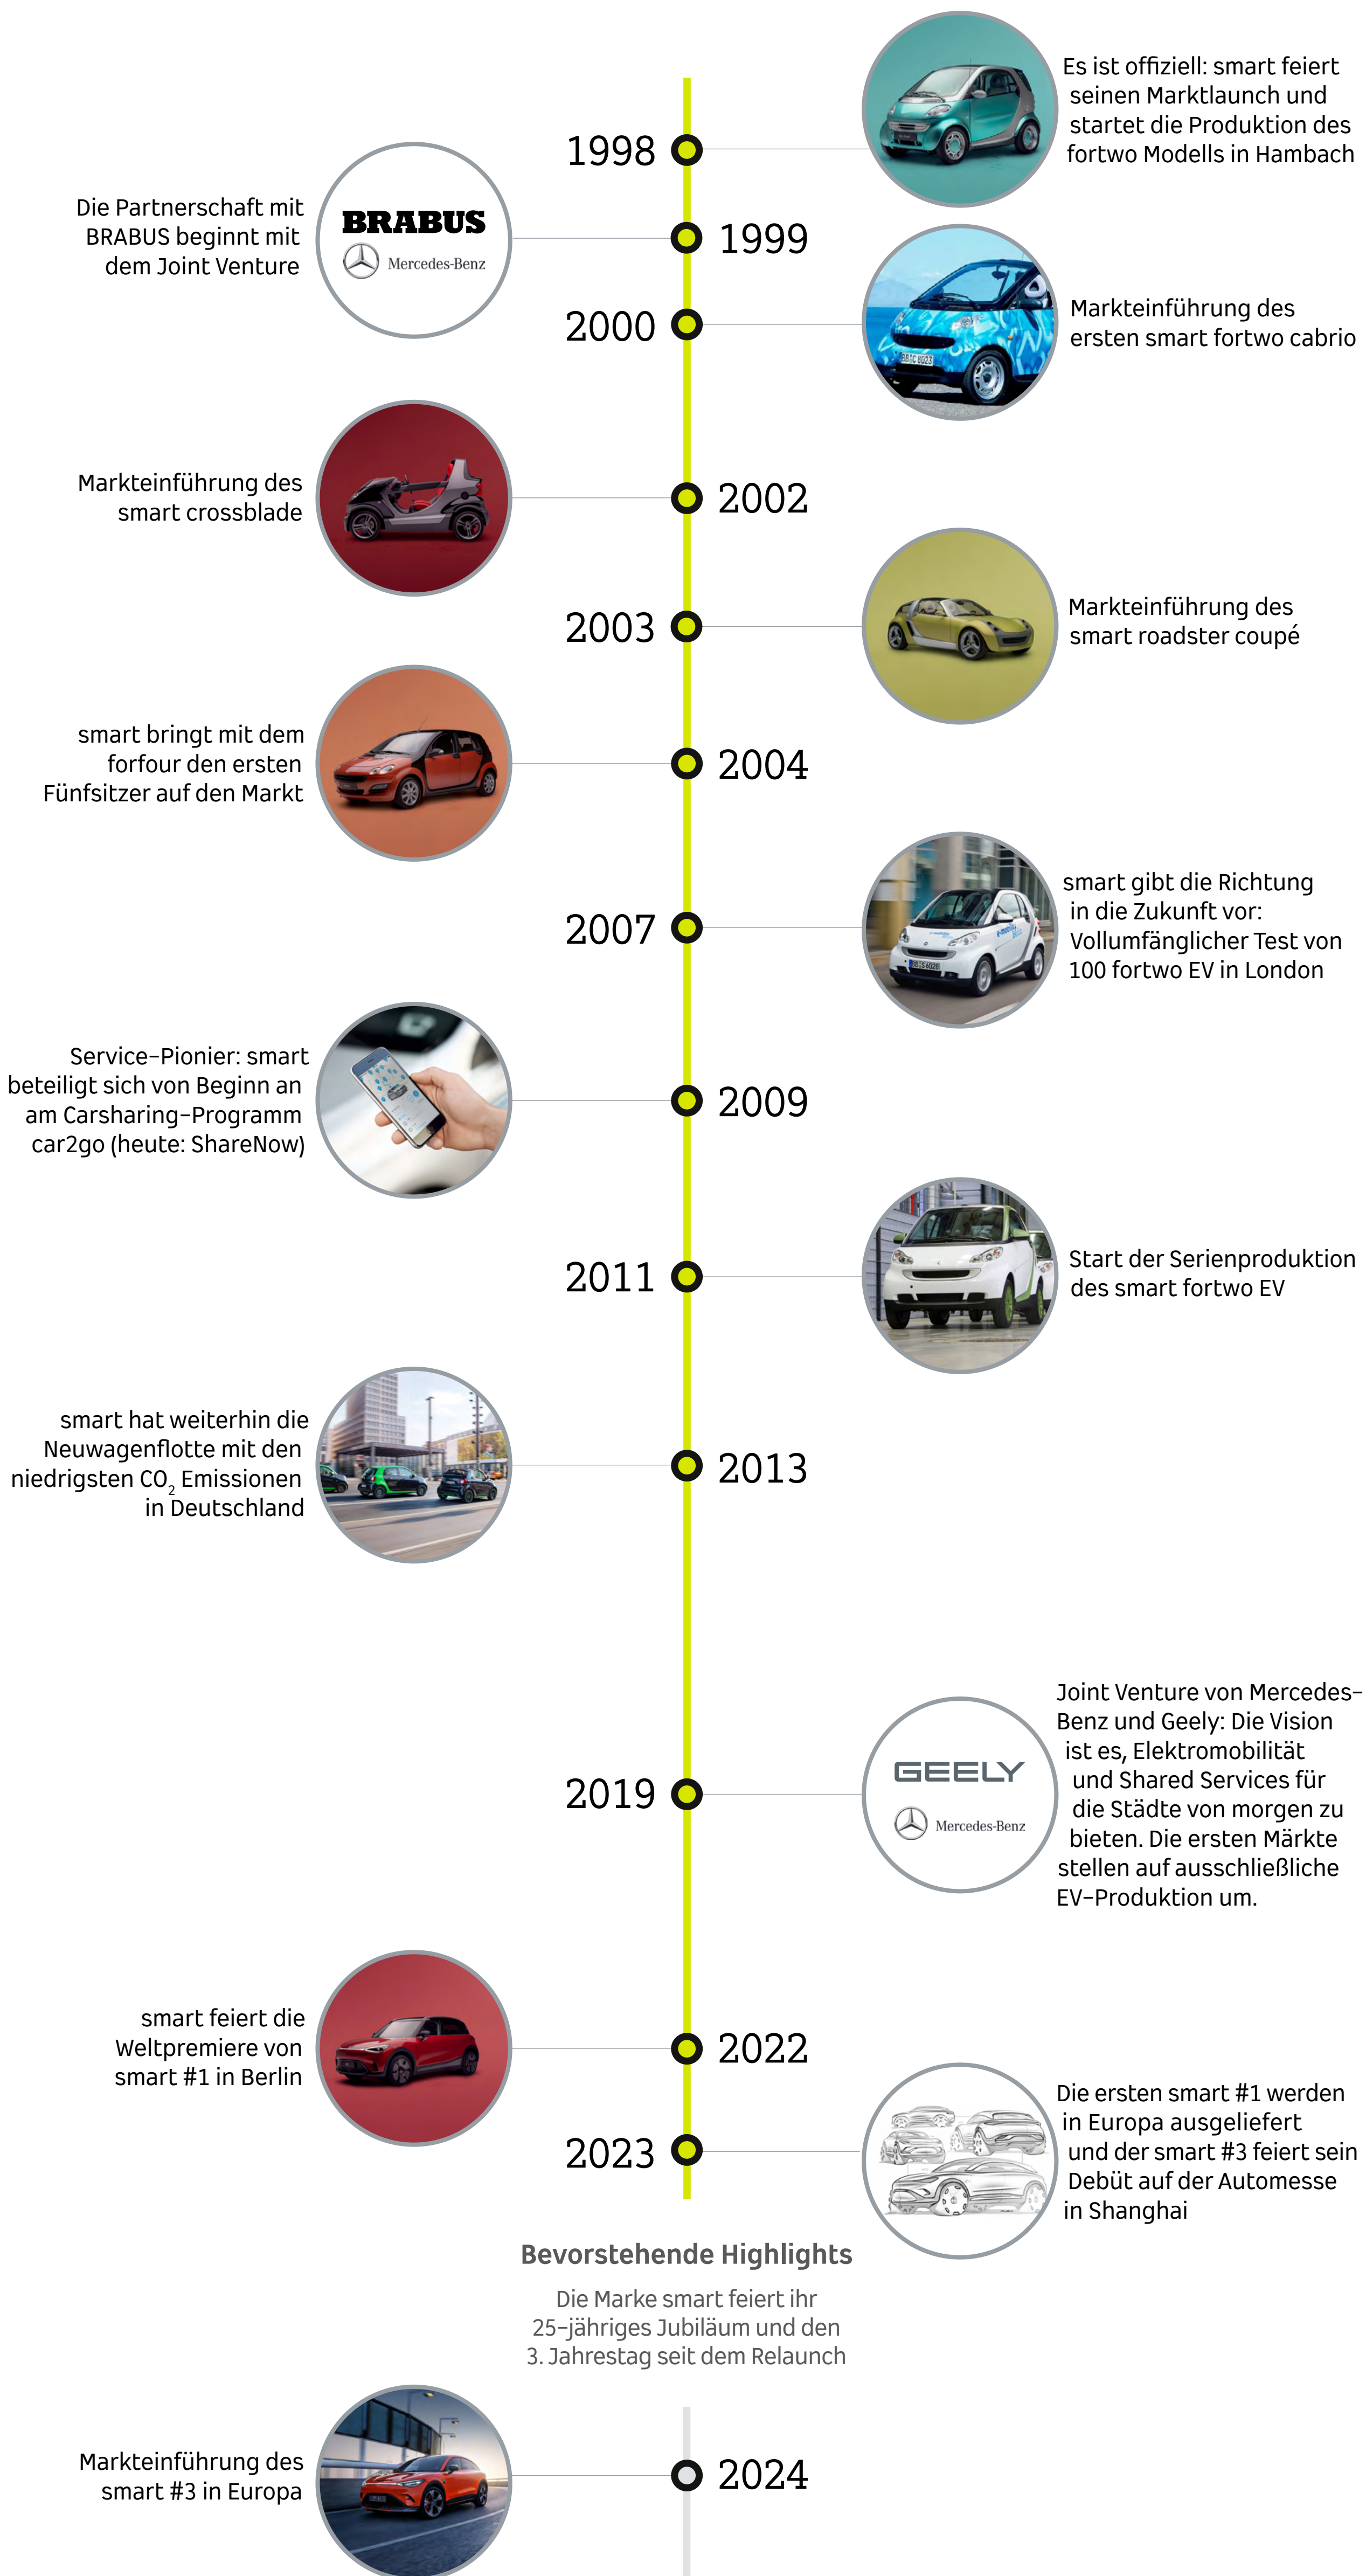 1998
Es ist offiziell: smart feiert
seinen Marktlaunch und
startet die Produktion des
fortwo Modells in Hambach
Die Partnerschaft mit
BRABUS beginnt mit
dem Joint Venture
BRABUS
Mercedes-Benz
1999
2000
BB:C 8023
Markteinführung des
ersten smart fortwo cabrio
Markteinführung des
smart crossblade
2002
2003
Markteinführung des
smart roadster coupé
smart bringt mit dem
forfour den ersten
Fünfsitzer auf den Markt
2004
2007
smart gibt die Richtung
in die Zukunft vor:
Vollumfänglicher Test von
100 fortwo EV in London
Service-Pionier: smart
beteiligt sich von Beginn an
am Carsharing-Programm
car2go (heute: ShareNow)
2009
2011
Start der Serienproduktion
des smart fortwo EV
smart hat weiterhin die
Neuwagenflotte mit den
niedrigsten CO₂ Emissionen
in Deutschland
2013
2019
GEELY
Mercedes-Benz
Joint Venture von Mercedes-
Benz und Geely: Die Vision
ist es, Elektromobilität
und Shared Services für
die Städte von morgen zu
bieten. Die ersten Märkte
stellen auf ausschließliche
EV-Produktion um.
smart feiert die
Weltpremiere von
smart #1 in Berlin
2022
2023
Die ersten smart #1 werden
in Europa ausgeliefert
und der smart #3 feiert sein
Debüt auf der Automesse
in Shanghai
Bevorstehende Highlights
Die Marke smart feiert ihr
25-jähriges Jubiläum und den
3. Jahrestag seit dem Relaunch
Markteinführung des
smart #3 in Europa
2024